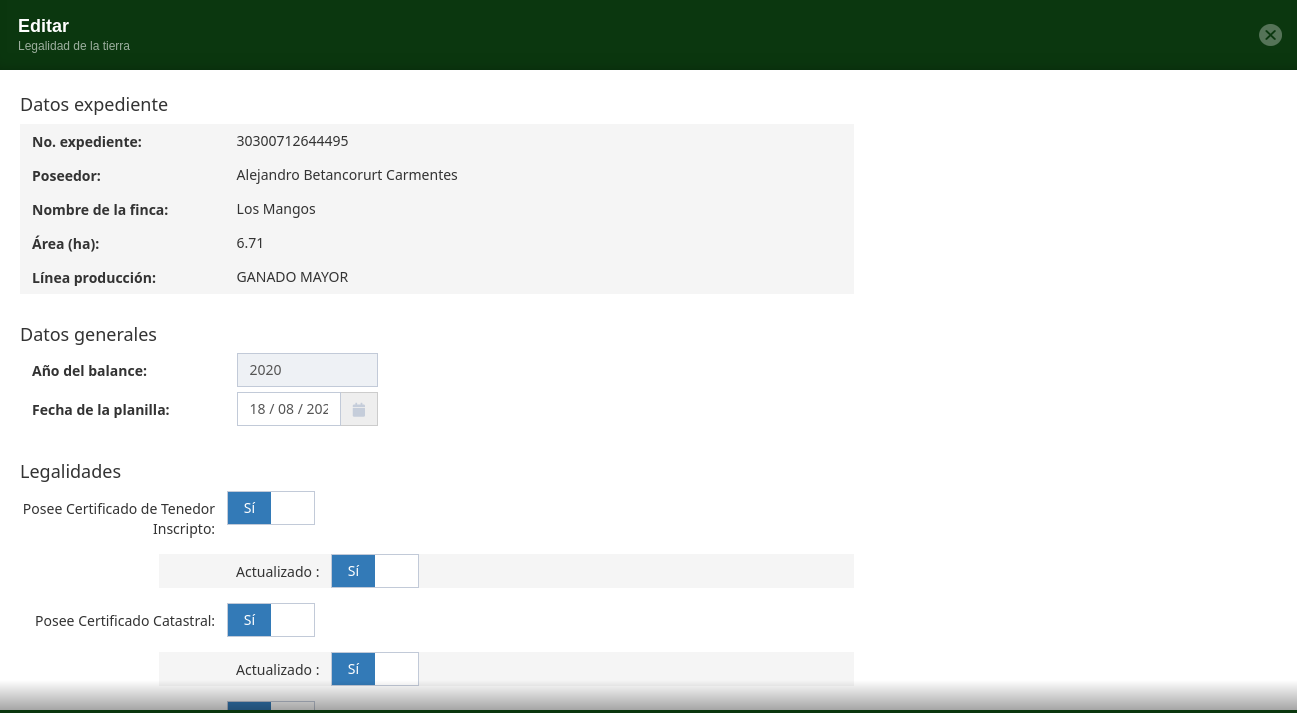 Editar
Legalidad de la tierra
Datos expediente
No. expediente: 30300712644495
Poseedor: Alejandro Betancorurt Carmentes
Nombre de la finca: Los Mangos
Área (ha): 6.71
Línea producción: GANADO MAYOR
Datos generales
Año del balance: 2020
Fecha de la planilla: 18 / 08 / 202
Legalidades
Posee Certificado de Tenedor Sí
Inscripto:
Actualizado : Sí
Posee Certificado Catastral: Sí
Actualizado : Sí